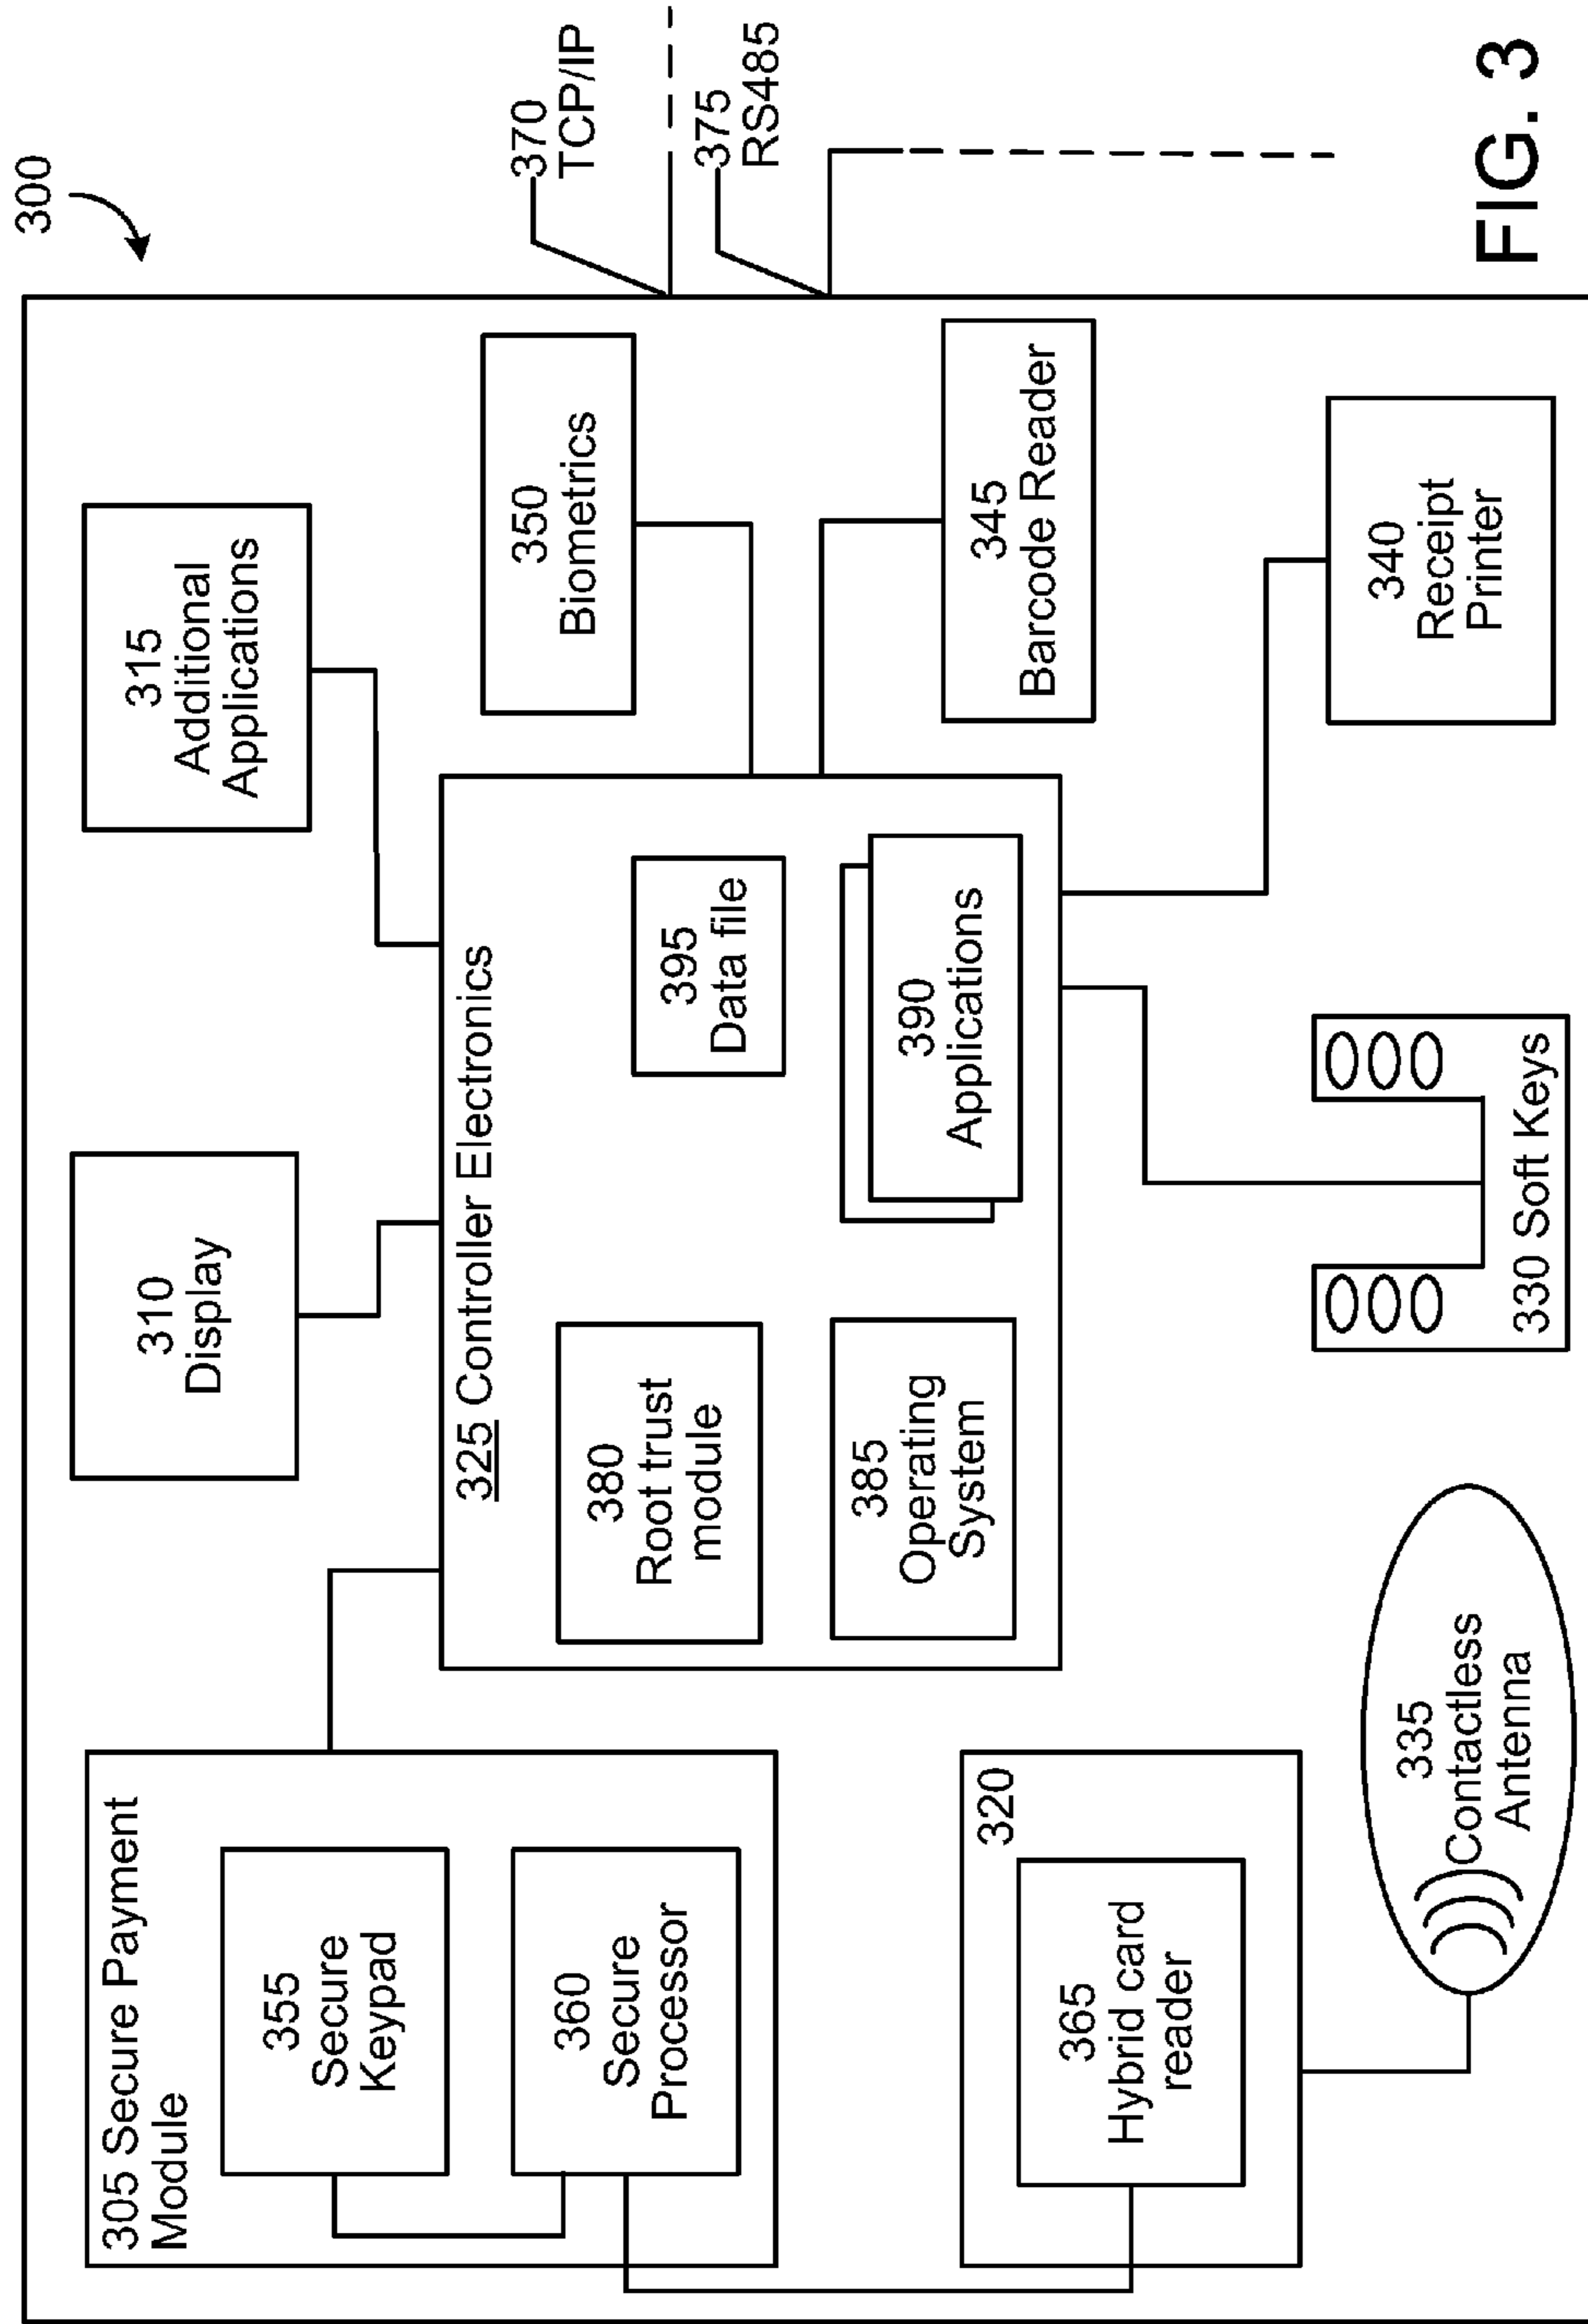 300
305 Secure Payment
Module
355
Secure
Keypad
360
Secure
Processor
310
Display
315
Additional
Applications
370
TCP/IP
375
RS485
325 Controller Electronics
380
Root trust
module
395
Data file
385
Operating
System
390
Applications
350
Biometrics
345
Barcode Reader
320
365
Hybrid card
reader
335
Contactless
Antenna
330 Soft Keys
340
Receipt
Printer
FIG. 3